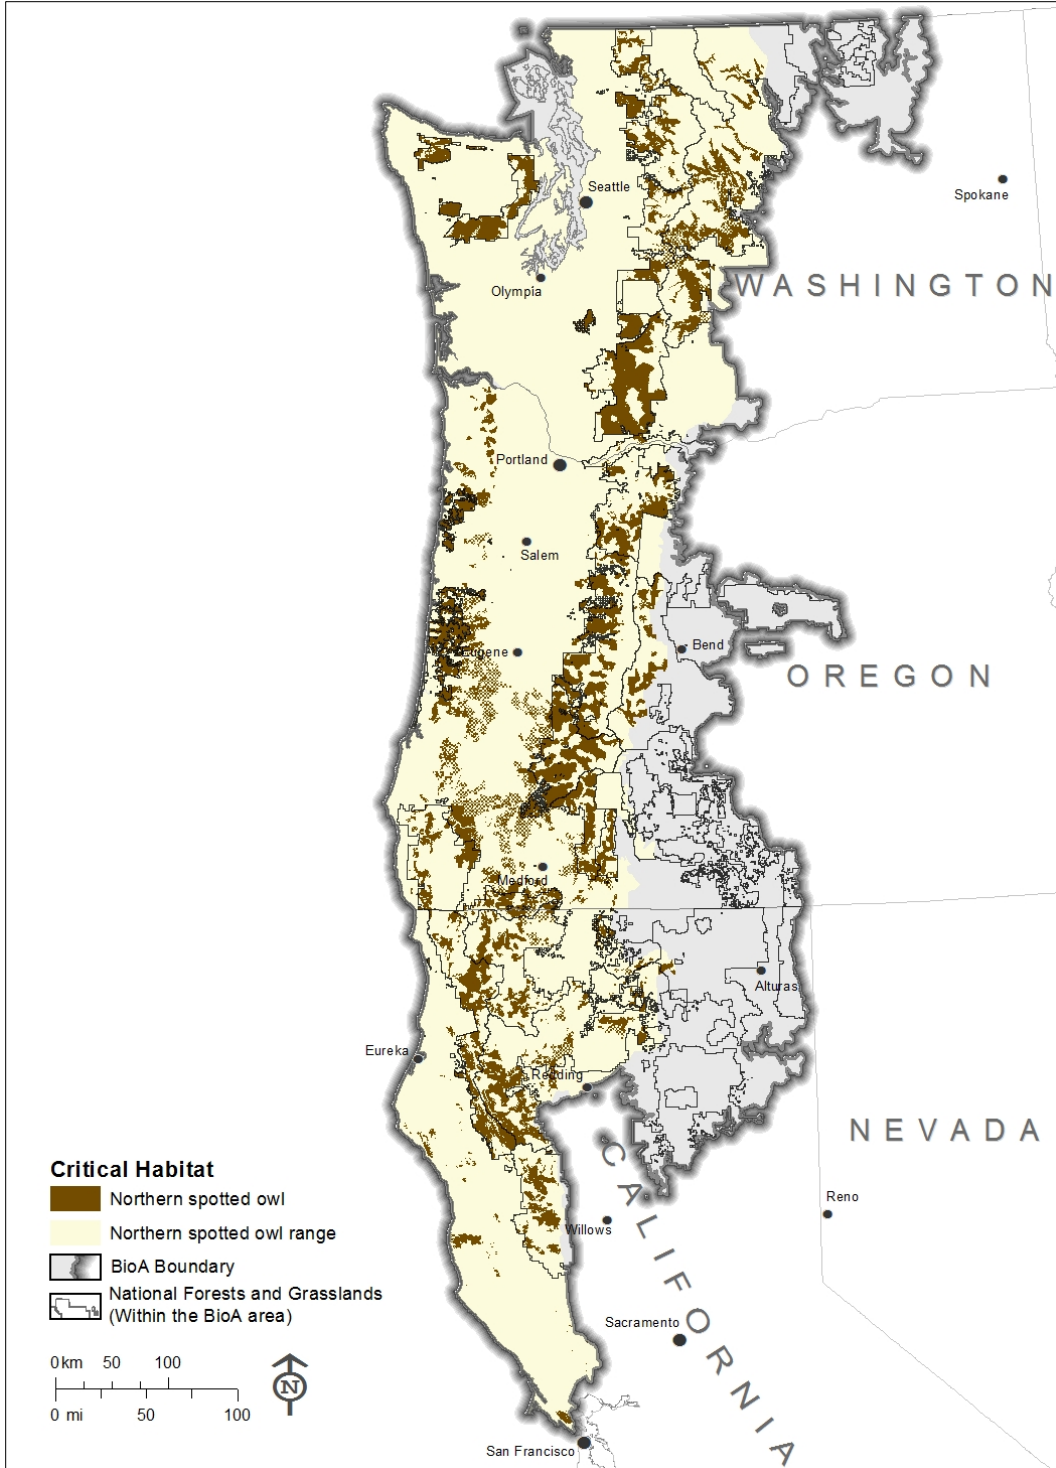 Seattle
Spokane
WASHINGTON
Olympia
Portland
Salem
Eugene
Bend
OREGON
Medford
Alturas
Eureka
Redding
NEVADA
CALIFORNIA
Critical Habitat
Northern spotted owl
Northern spotted owl range
BioA Boundary
National Forests and Grasslands
(Within the BioA area)
Reno
Willows
Sacramento
0 km 50 100
N
0 mi 50 100
San Francisco